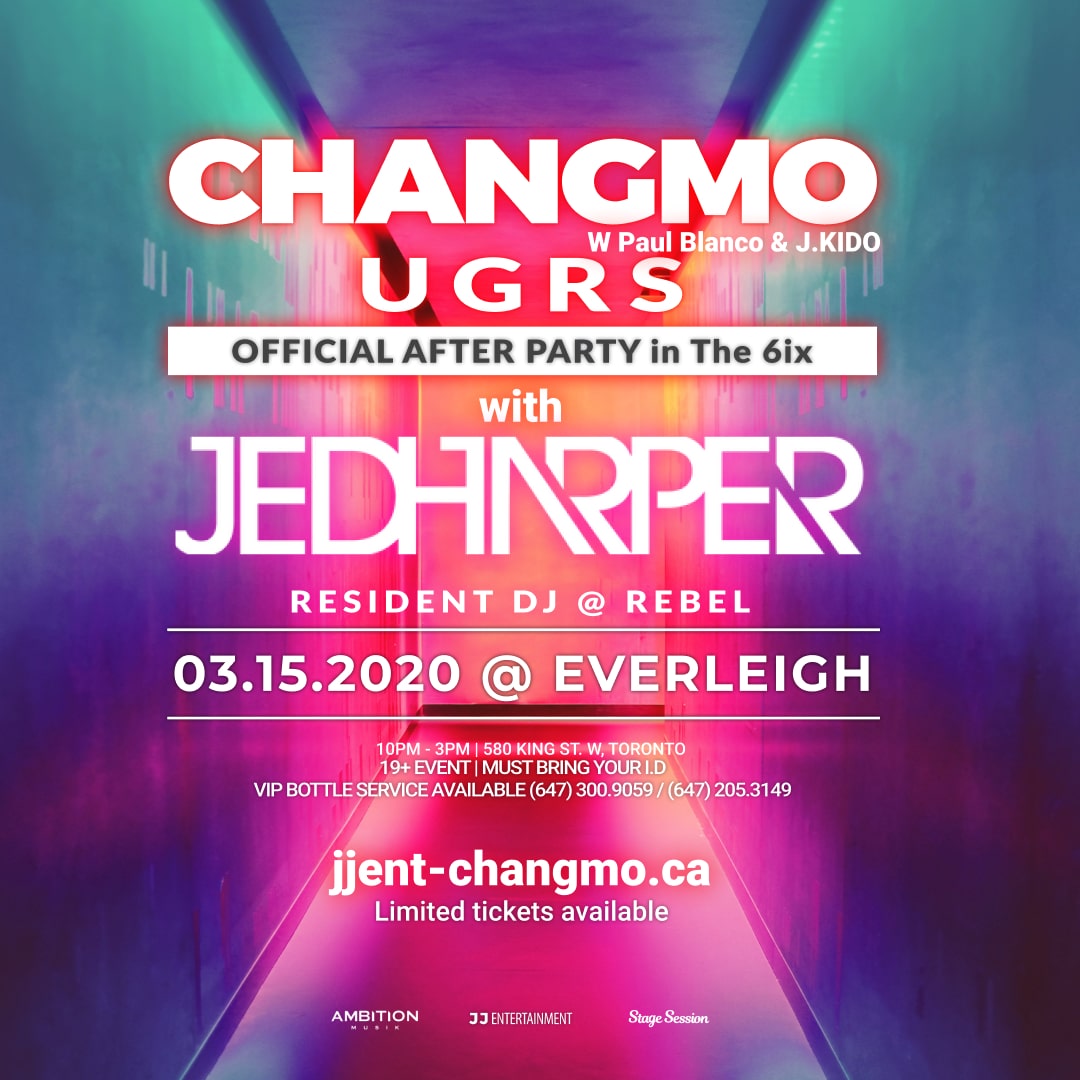 CHANGMO
W Paul Blanco & J.KIDO
UGRS
OFFICIAL AFTER PARTY in The 6ix
with
JEDHARPER
RESIDENT DJ @ REBEL
03.15.2020 @ EVERLEIGH
10PM - 3PM | 580 KING ST. W, TORONTO
19+ EVENT | MUST BRING YOUR I.D
VIP BOTTLE SERVICE AVAILABLE (647) 300.9059 / (647) 205.3149
jjent-changmo.ca
Limited tickets available
AMBITION MUSIK JJ ENTERTAINMENT Stage Session